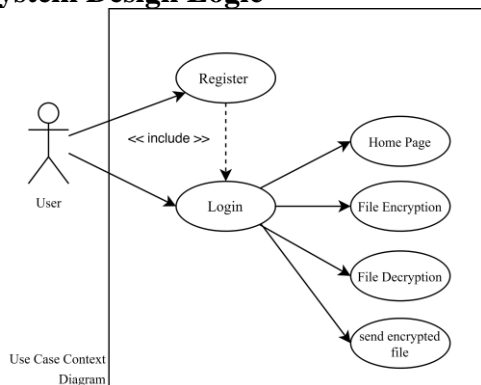 ystem Design Logic
Register
<< include >>
Home Page
User
Login
File Encryption
File Decryption
send encrypted
file
Use Case Context
Diagram